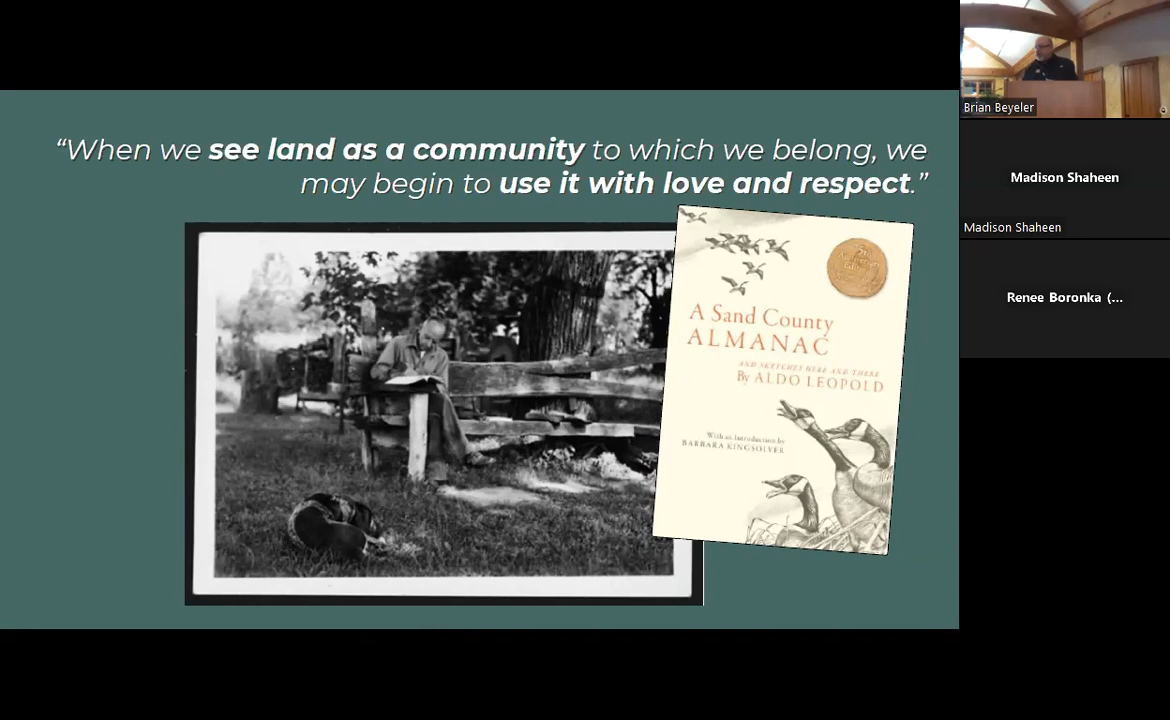 “When we see land as a community to which we belong, we
may begin to use it with love and respect.”
A Sand County
ALMANAC
AND SKETCHES HERE AND THERE
By ALDO LEOPOLD
With an Introduction by
BARBARA KINGSOLVER
Brian Beyeler
Madison Shaheen
Madison Shaheen
Renee Boronka (...